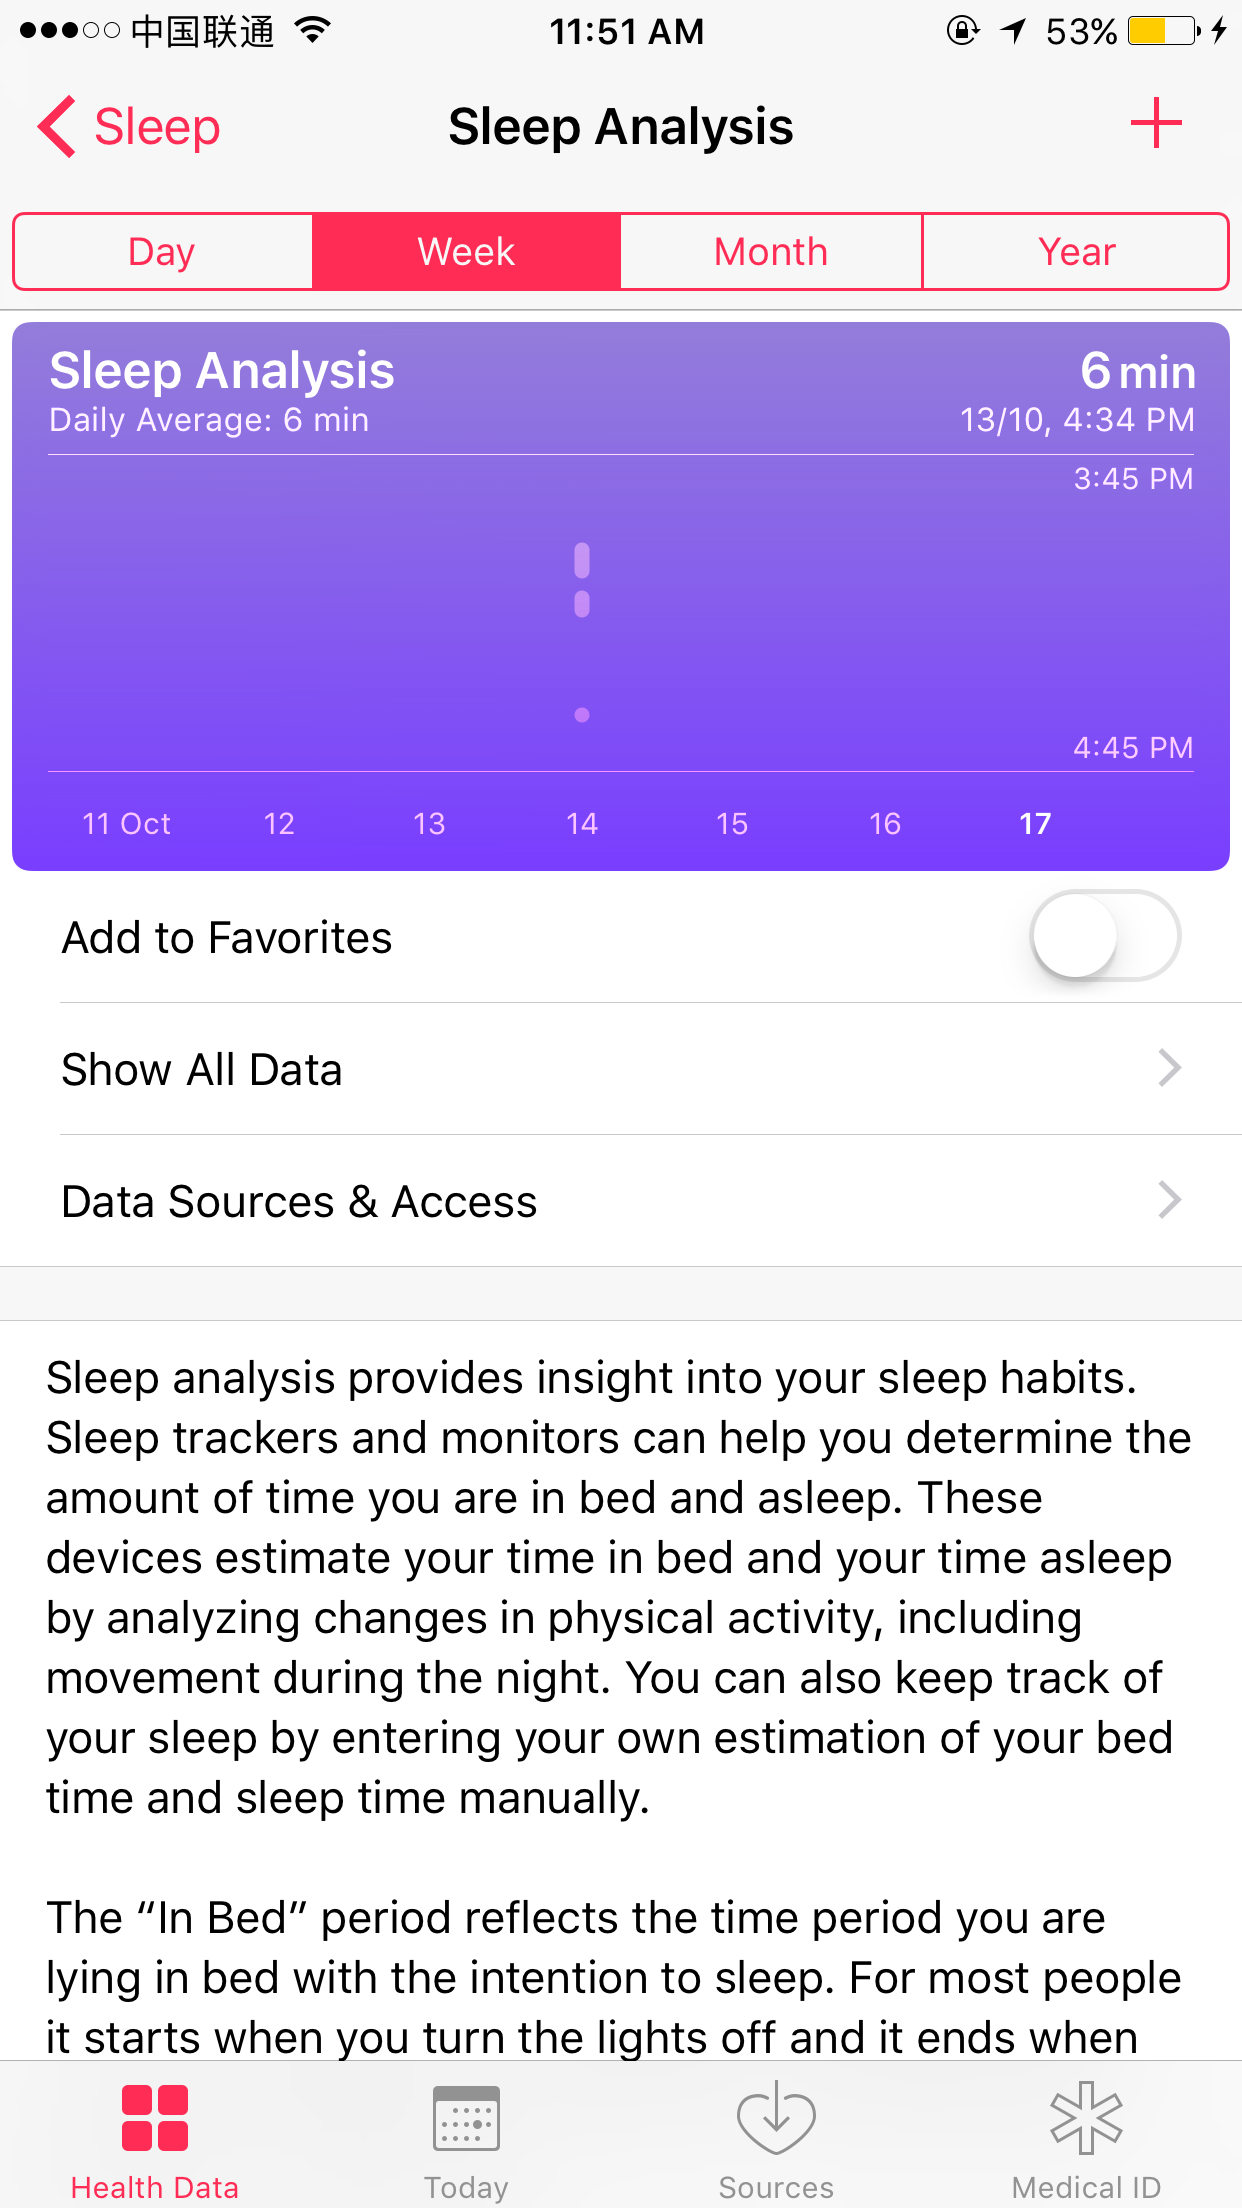 中国联通 11:51 AM 53%
Sleep Sleep Analysis
Day Week Month Year
Sleep Analysis 6 min
Daily Average: 6 min 13/10, 4:34 PM
3:45 PM
4:45 PM
11 Oct 12 13 14 15 16 17
Add to Favorites
Show All Data
Data Sources & Access
Sleep analysis provides insight into your sleep habits.
Sleep trackers and monitors can help you determine the
amount of time you are in bed and asleep. These
devices estimate your time in bed and your time asleep
by analyzing changes in physical activity, including
movement during the night. You can also keep track of
your sleep by entering your own estimation of your bed
time and sleep time manually.
The “In Bed” period reflects the time period you are
lying in bed with the intention to sleep. For most people
it starts when you turn the lights off and it ends when
Health Data Today Sources Medical ID